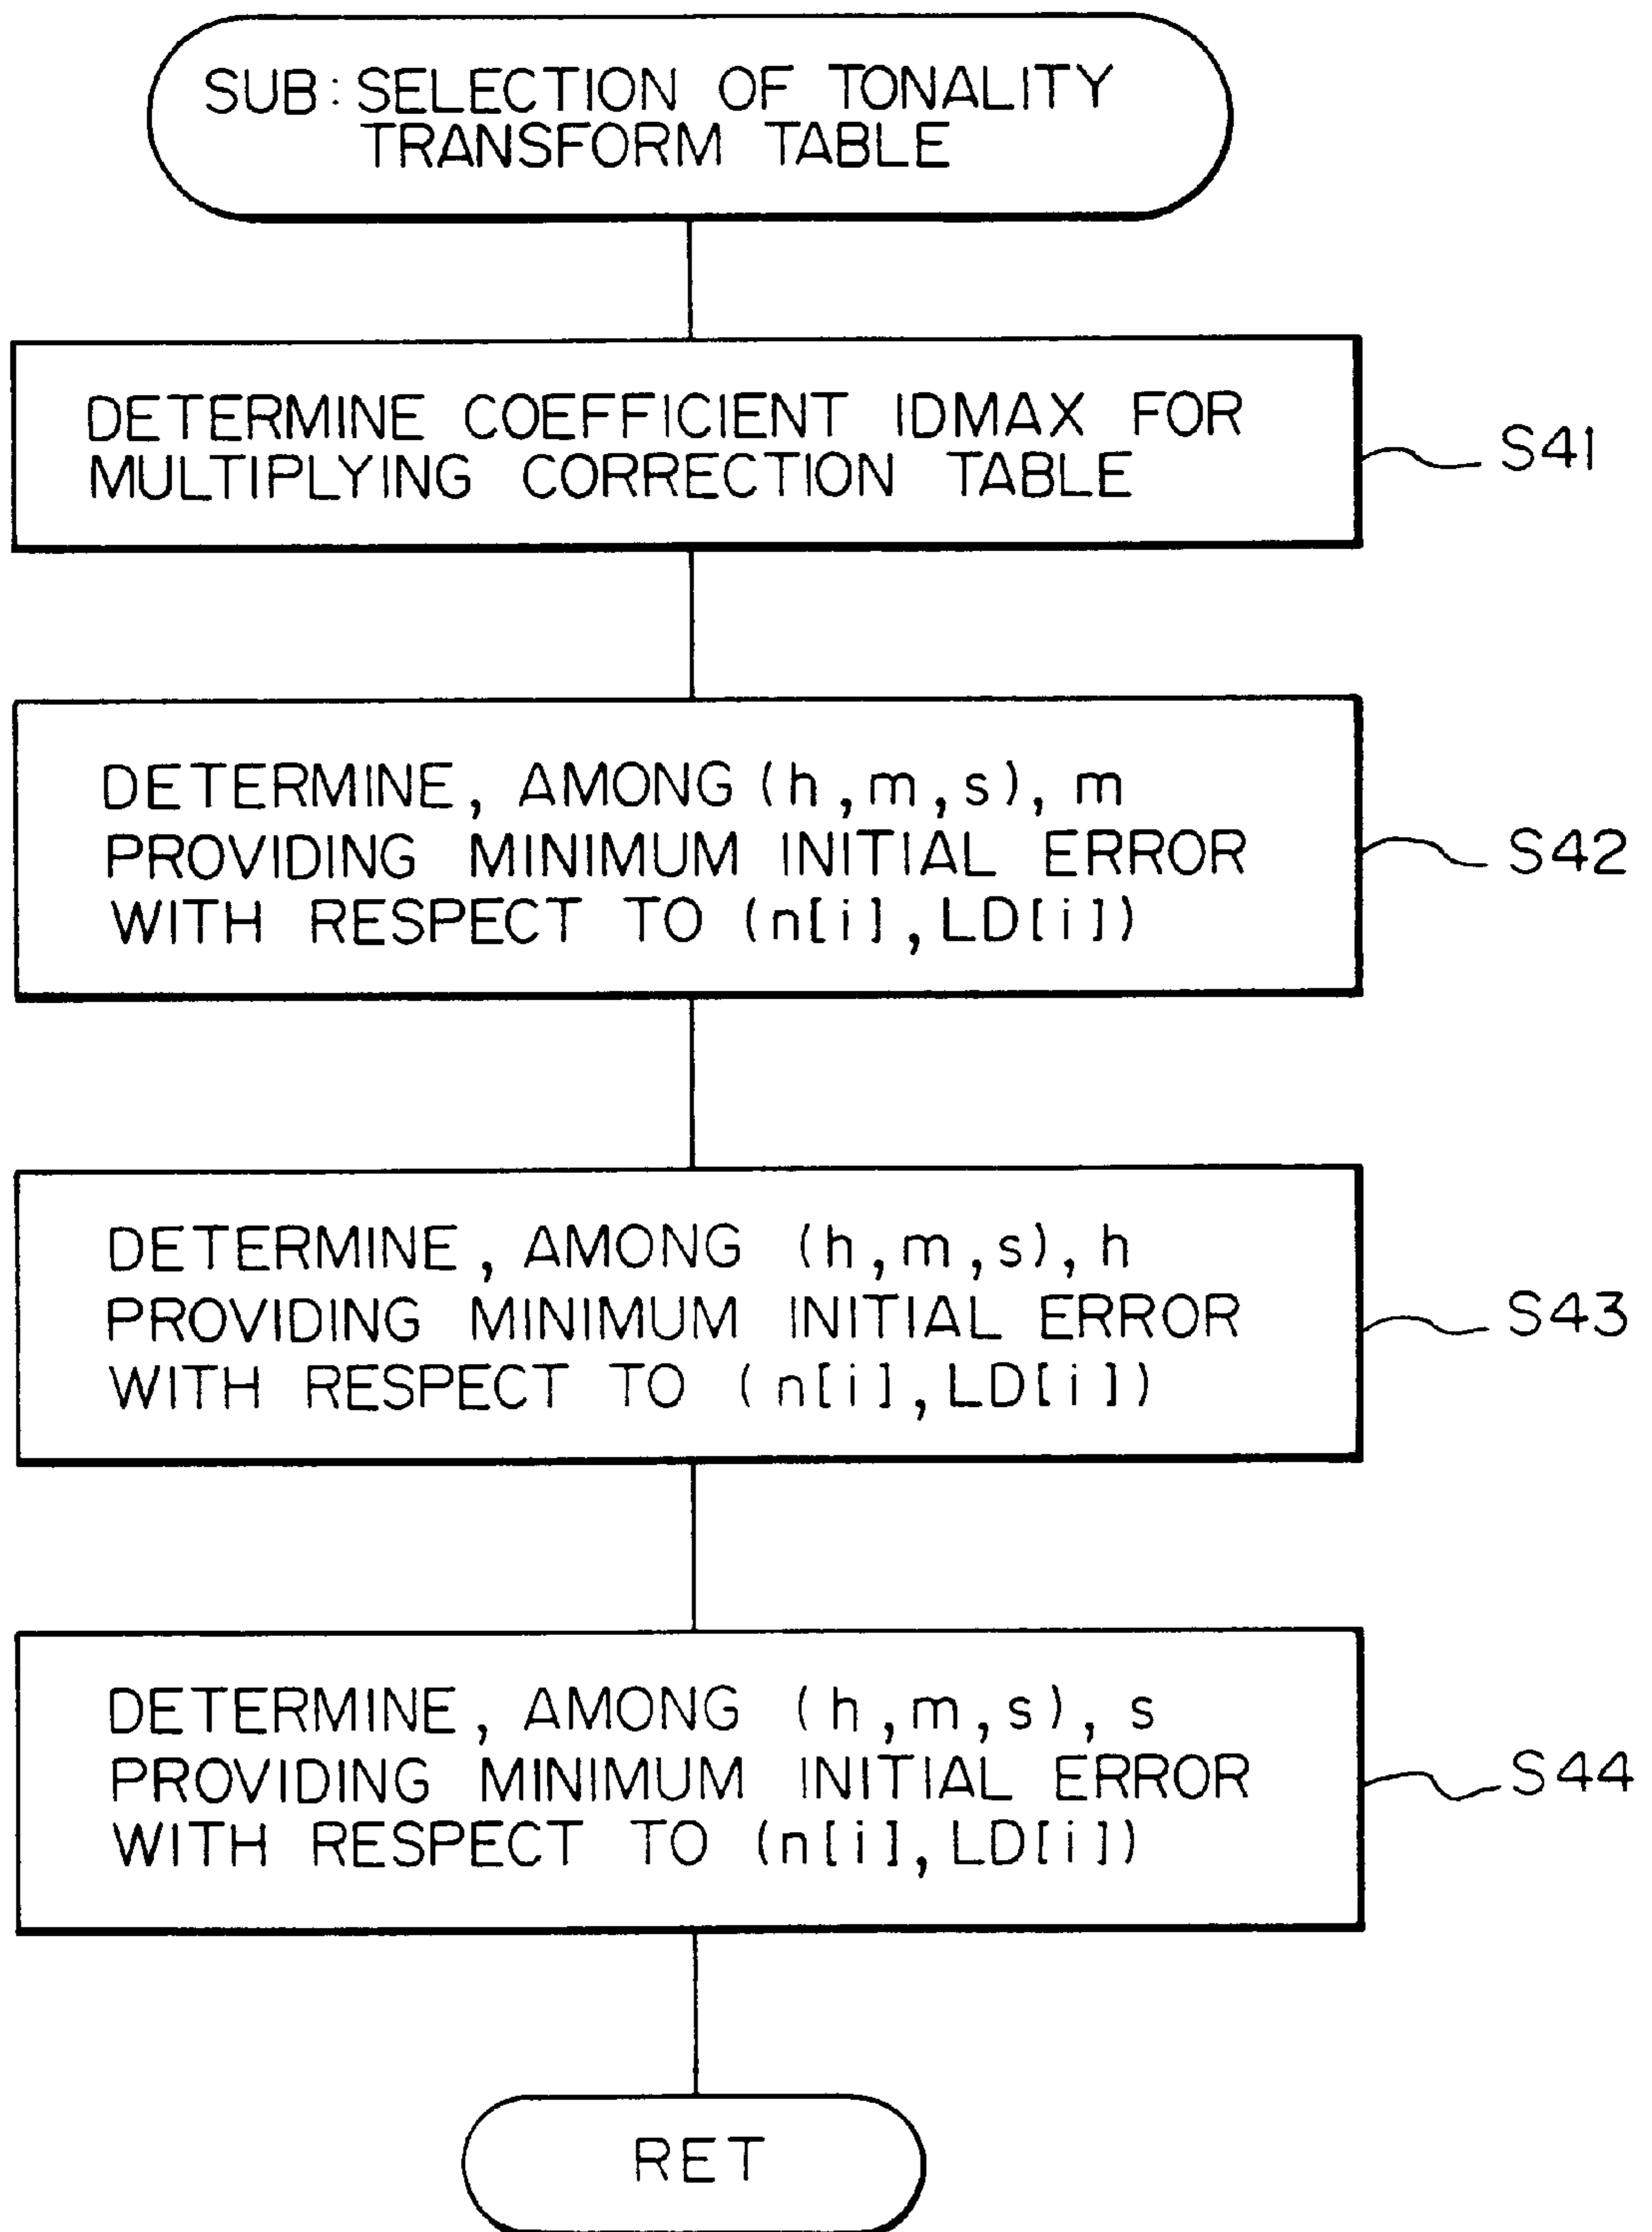 SUB: SELECTION OF TONALITY
TRANSFORM TABLE
DETERMINE COEFFICIENT IDMAX FOR
MULTIPLYING CORRECTION TABLE
S41
DETERMINE, AMONG (h,m,s), m
PROVIDING MINIMUM INITIAL ERROR
WITH RESPECT TO (n[i],LD[i])
S42
DETERMINE, AMONG (h,m,s), h
PROVIDING MINIMUM INITIAL ERROR
WITH RESPECT TO (n[i],LD[i])
S43
DETERMINE, AMONG (h,m,s), s
PROVIDING MINIMUM INITIAL ERROR
WITH RESPECT TO (n[i],LD[i])
S44
RET